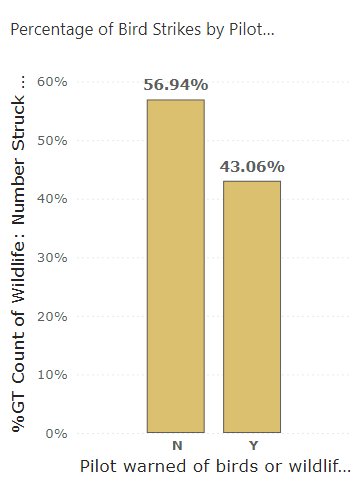 Percentage of Bird Strikes by Pilot...
%GT Count of Wildlife: Number Struck ...
60%
50%
40%
30%
20%
10%
0%
56.94%
43.06%
N Y
Pilot warned of birds or wildlif...